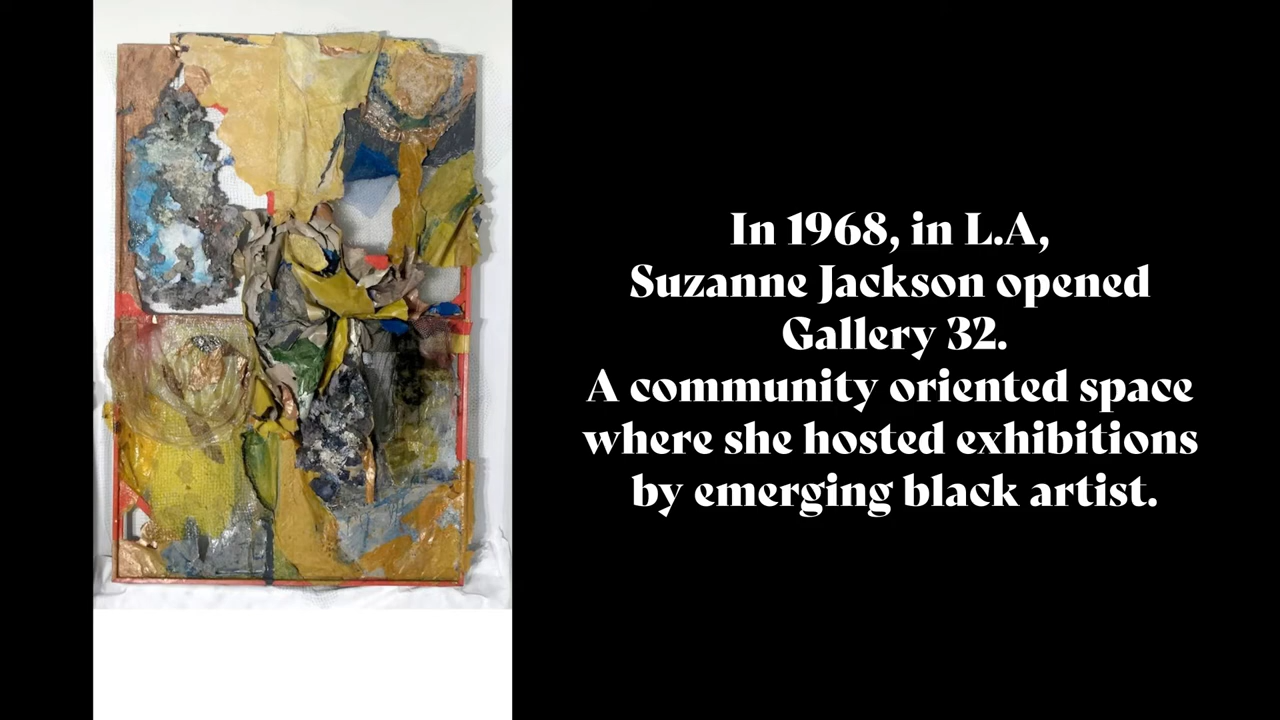 In 1968, in L.A,
Suzanne Jackson opened
Gallery 32.
A community oriented space
where she hosted exhibitions
by emerging black artist.